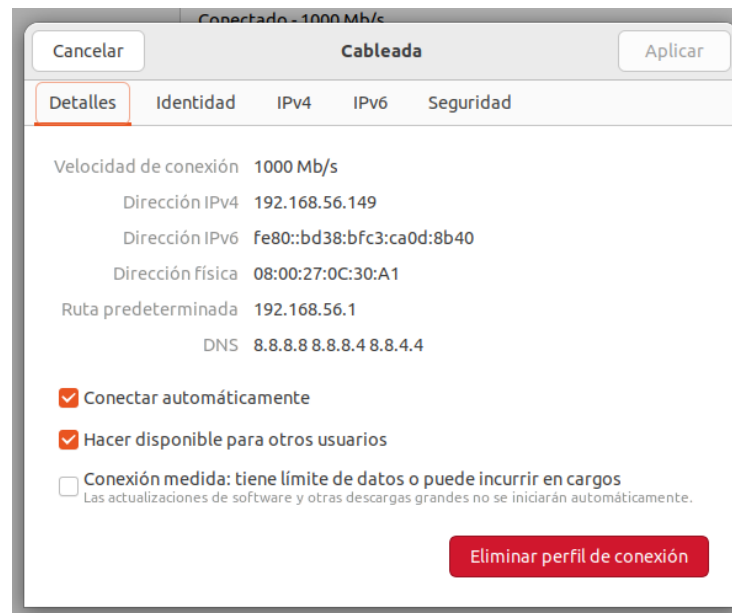 Conectado - 1000 Mb/s
Cancelar Cableada Aplicar
Detalles Identidad IPv4 IPv6 Seguridad
Velocidad de conexión 1000 Mb/s
Dirección IPv4 192.168.56.149
Dirección IPv6 fe80::bd38:bfc3:ca0d:8b40
Dirección física 08:00:27:0C:30:A1
Ruta predeterminada 192.168.56.1
DNS 8.8.8.8 8.8.8.4 8.8.4.4
Conectar automáticamente
Hacer disponible para otros usuarios
Conexión medida: tiene límite de datos o puede incurrir en cargos
Las actualizaciones de software y otras descargas grandes no se iniciarán automáticamente.
Eliminar perfil de conexión